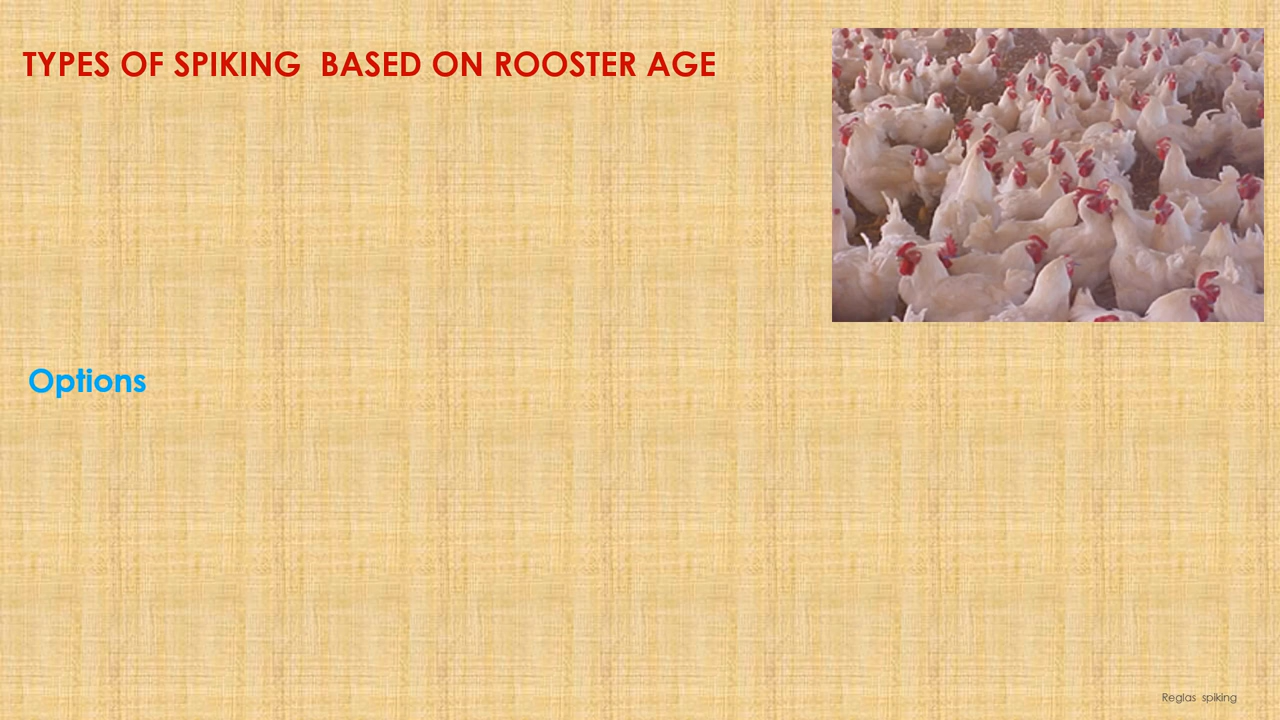 TYPES OF SPIKING  BASED ON ROOSTER AGE
Options
Reglas  spiking